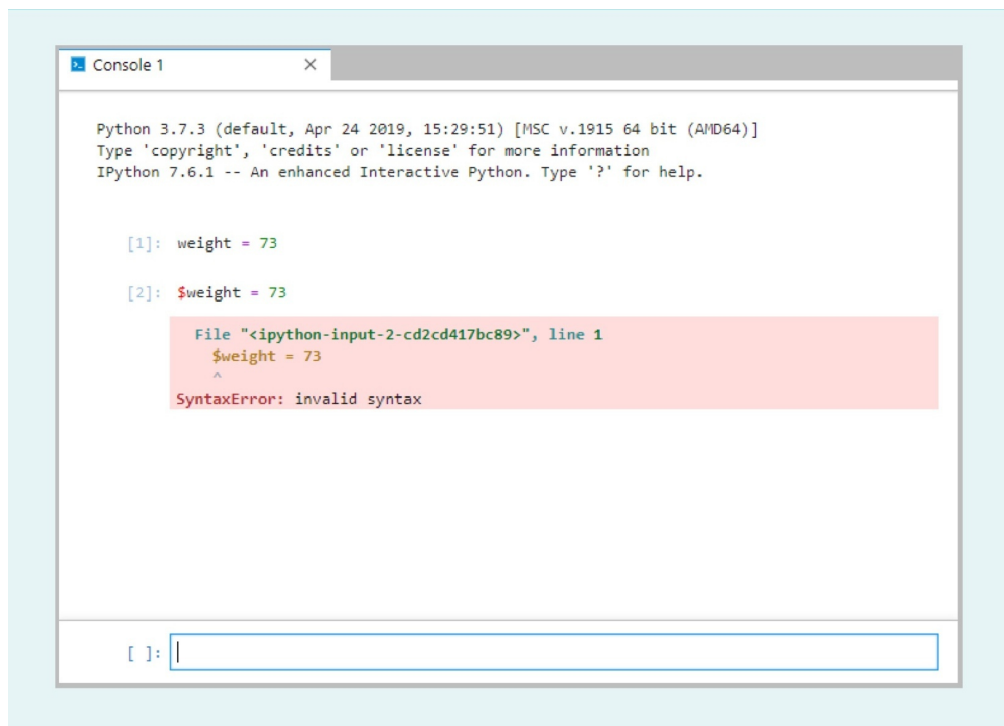 Console 1
Python 3.7.3 (default, Apr 24 2019, 15:29:51) [MSC v.1915 64 bit (AMD64)]
Type 'copyright', 'credits' or 'license' for more information
IPython 7.6.1 -- An enhanced Interactive Python. Type '?' for help.
[1]: weight = 73
[2]: $weight = 73
File "<ipython-input-2-cd2cd417bc89>", line 1
$weight = 73
^
SyntaxError: invalid syntax
[ ]: